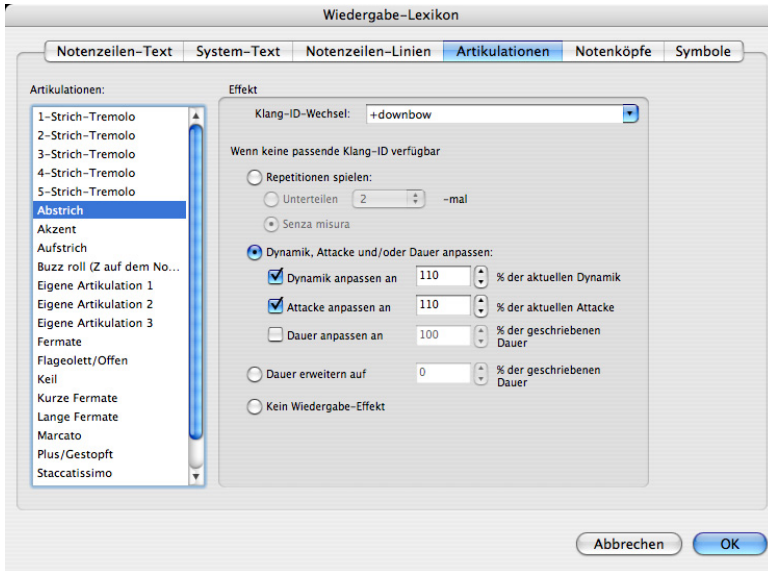 Wiedergabe-Lexikon
Notenzeilen-Text System-Text Notenzeilen-Linien Artikulationen Notenköpfe Symbole
Artikulationen:
1-Strich-Tremolo
2-Strich-Tremolo
3-Strich-Tremolo
4-Strich-Tremolo
5-Strich-Tremolo
Abstrich
Akzent
Aufstrich
Buzz roll (Z auf dem No...
Eigene Artikulation 1
Eigene Artikulation 2
Eigene Artikulation 3
Fermate
Flageolett/Offen
Keil
Kurze Fermate
Lange Fermate
Marcato
Plus/Gestopft
Staccatissimo
Effekt
Klang-ID-Wechsel: +downbow
Wenn keine passende Klang-ID verfügbar
Repetitionen spielen:
Unterteilen 2 -mal
Senza misura
Dynamik, Attacke und/oder Dauer anpassen:
Dynamik anpassen an 110 % der aktuellen Dynamik
Attacke anpassen an 110 % der aktuellen Attacke
Dauer anpassen an 100 % der geschriebenen
Dauer
Dauer erweitern auf 0 % der geschriebenen
Dauer
Kein Wiedergabe-Effekt
Abbrechen OK